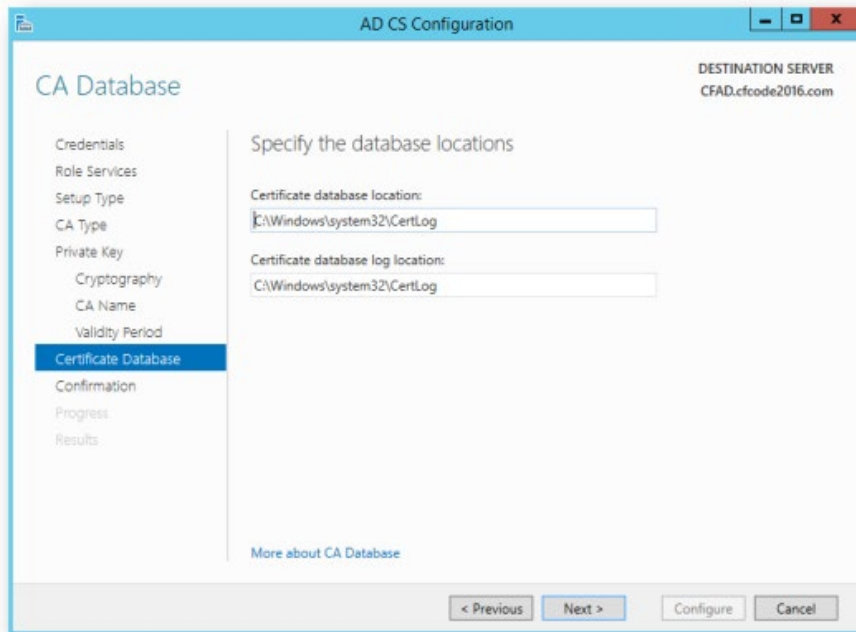 AD CS Configuration
CA Database
DESTINATION SERVER
CFAD.cfcode2016.com
Credentials
Role Services
Setup Type
CA Type
Private Key
Cryptography
CA Name
Validity Period
Certificate Database
Confirmation
Progress
Results
Specify the database locations
Certificate database location:
C:\Windows\system32\CertLog
Certificate database log location:
C:\Windows\system32\CertLog
More about CA Database
< Previous
Next >
Configure
Cancel